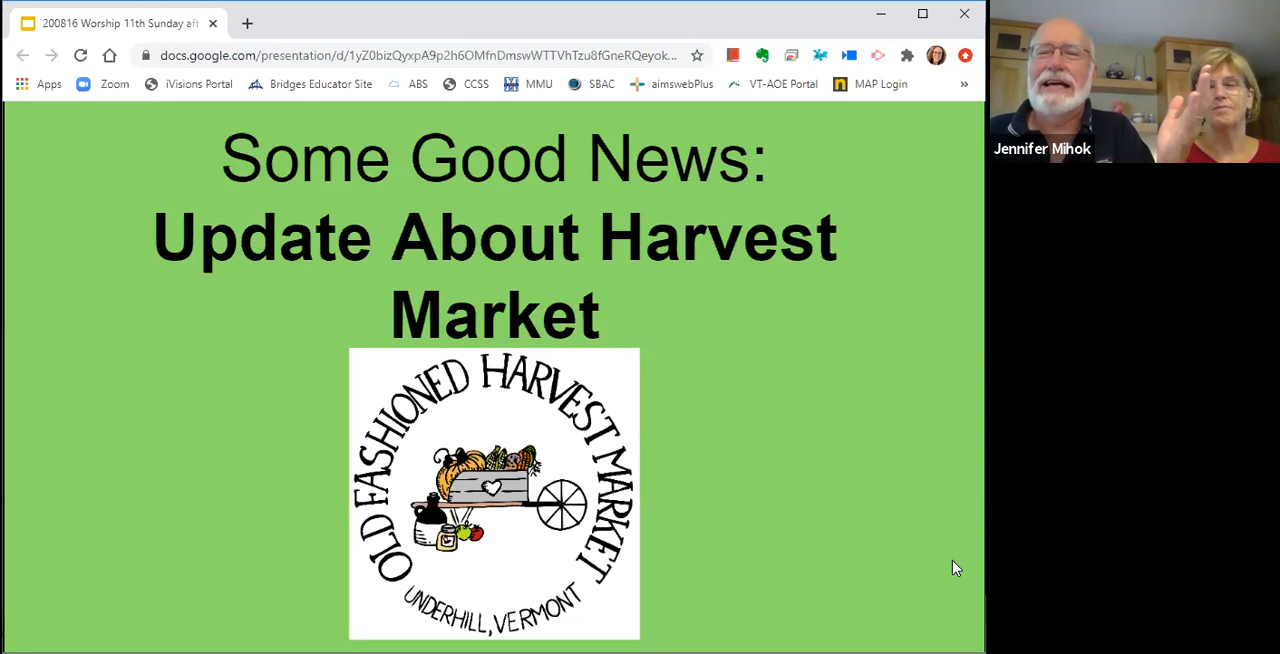 200816 Worship 11th Sunday aft
docs.google.com/presentation/d/1yZ0bizQyxpA9p2h6OMfnDmswWTTVhTzu8fGneRQeyok...
Apps Zoom iVisions Portal Bridges Educator Site ABS CCSS MMU SBAC aimswebPlus VT-AOE Portal MAP Login »
Jennifer Mihok
Some Good News:
Update About Harvest
Market
OLD FASHIONED HARVEST MARKET
UNDERHILL, VERMONT